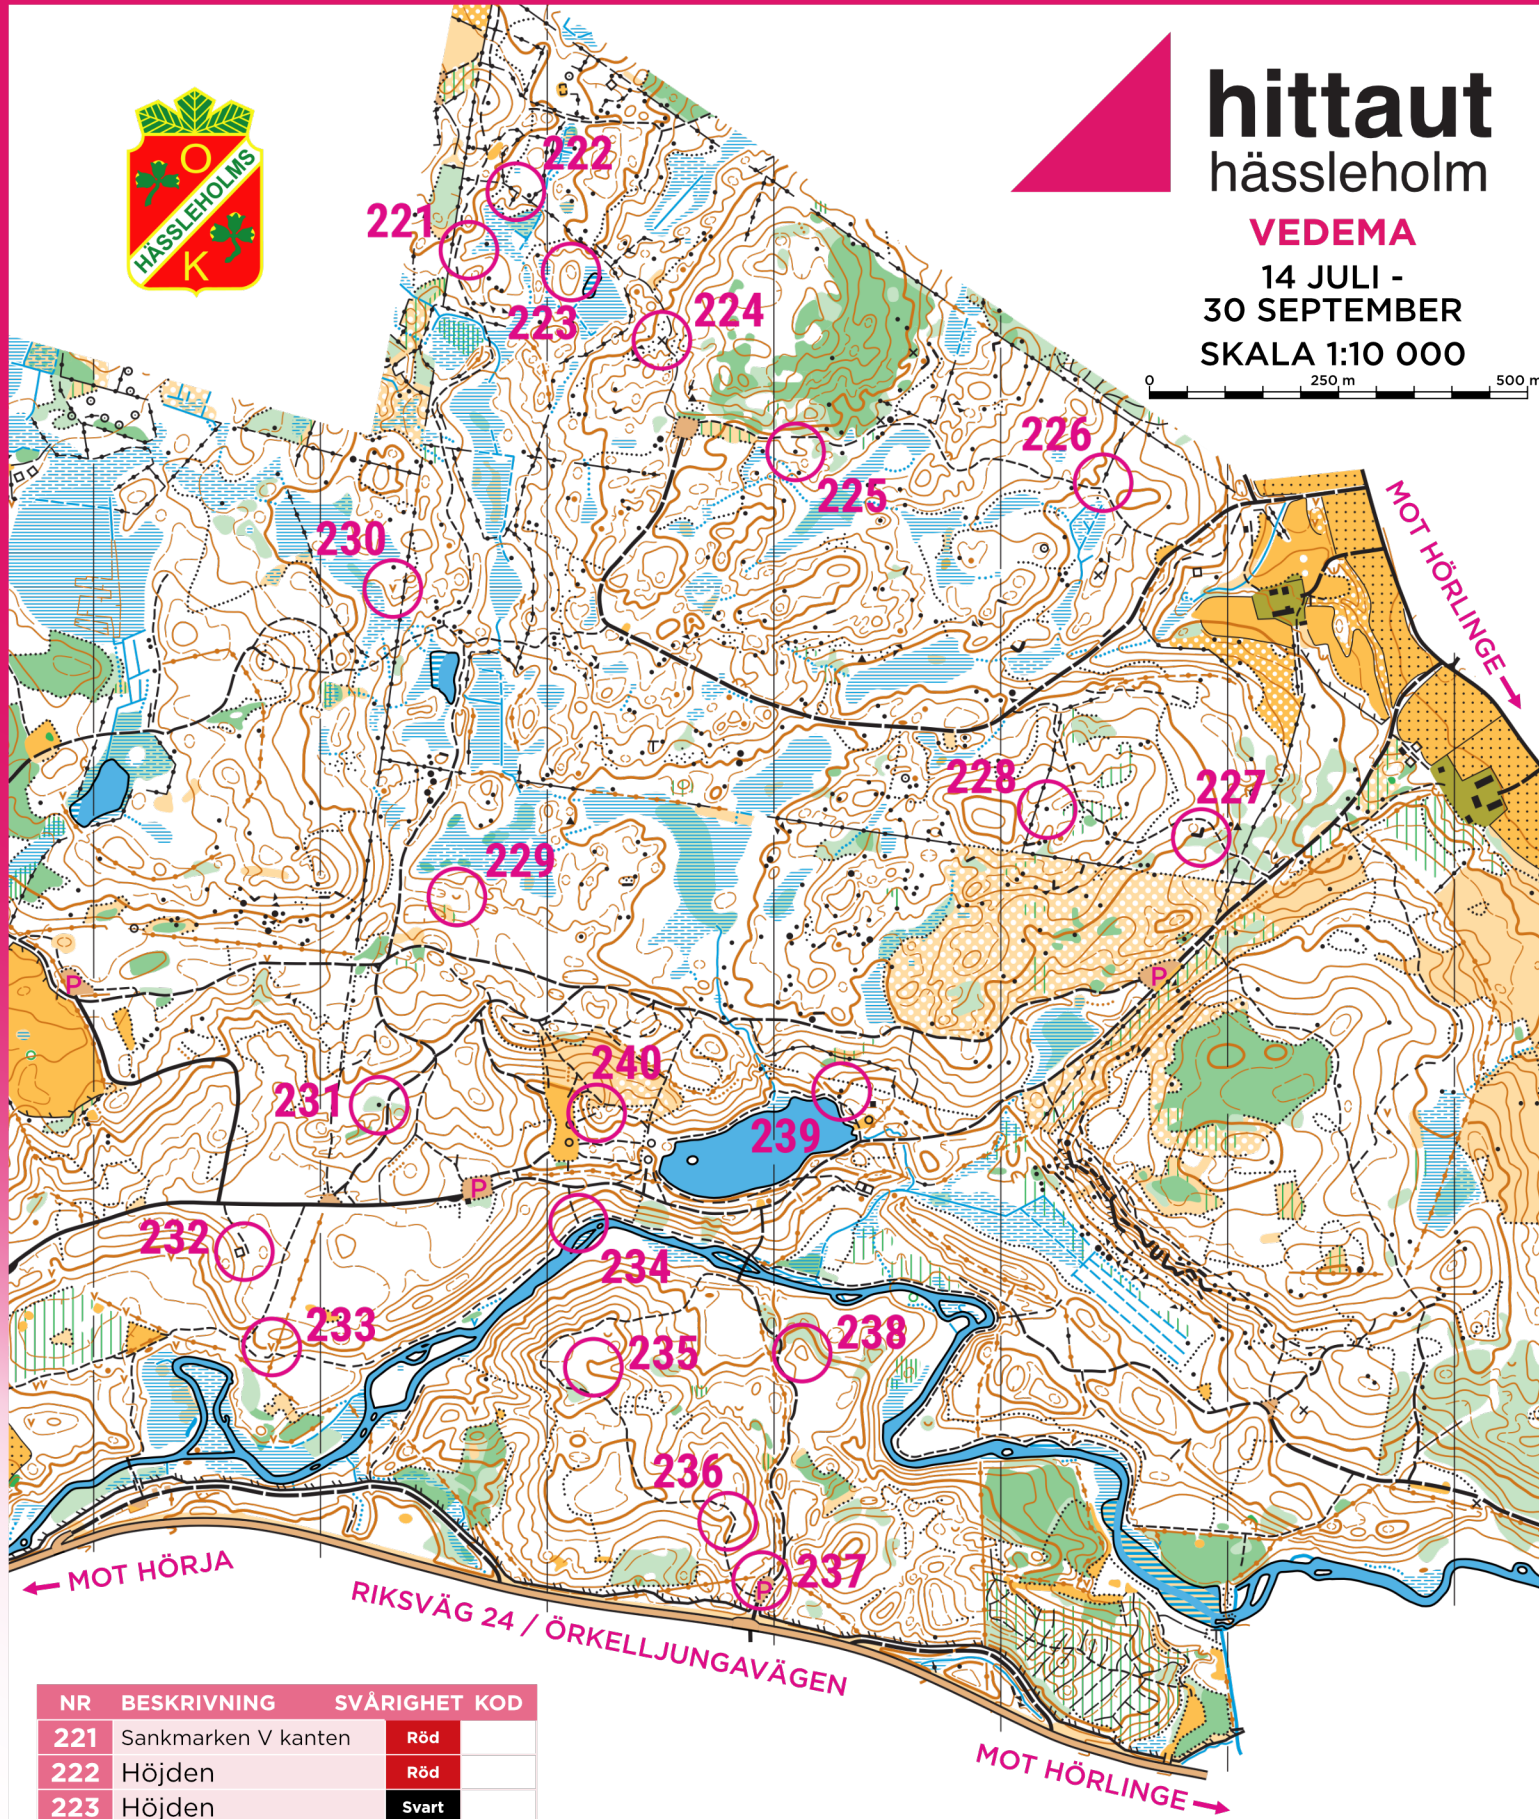 O
HÄSSLEHOLMS
K
hittaut
hässleholm
VEDEMA
14 JULI -
30 SEPTEMBER
SKALA 1:10 000
0 250 m 500 m
222
221
223
224
226
225
230
MOT HÖRLINGE
228
227
229
P
P
240
231
239
P
232
234
233
235
238
236
237
P
MOT HÖRJA
RIKSVÄG 24 / ÖRKELLJUNGAVÄGEN
MOT HÖRLINGE
NR BESKRIVNING SVÅRIGHET KOD
221 Sankmarken V kanten Röd
222 Höjden Röd
223 Höjden Svart